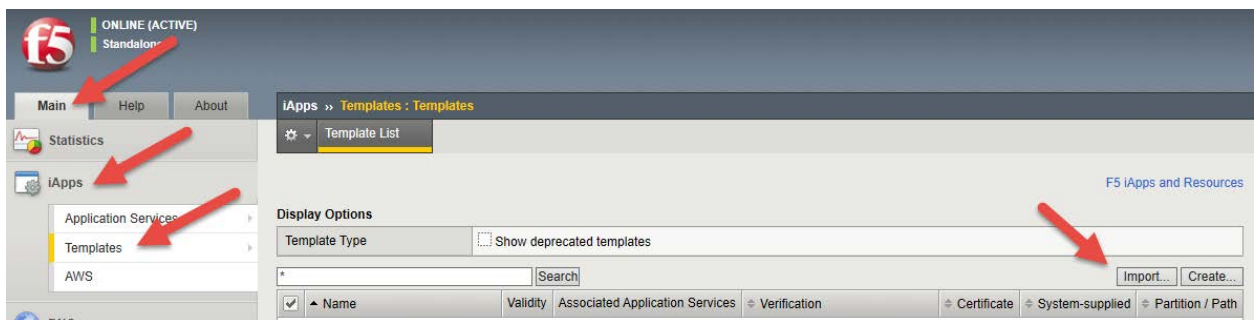 f5
ONLINE (ACTIVE)
Standalone
Main Help About
iApps » Templates : Templates
Statistics
Template List
iApps
F5 iApps and Resources
Application Services
Display Options
Templates
Template Type Show deprecated templates
AWS
* Search Import... Create...
Name Validity Associated Application Services Verification Certificate System-supplied Partition / Path